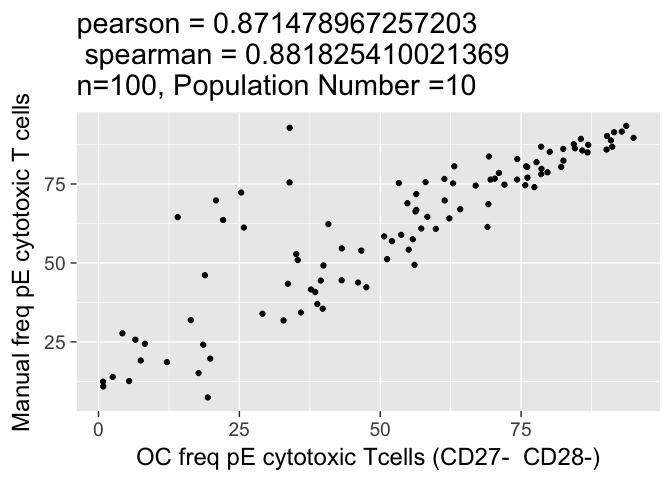 pearson = 0.871478967257203
spearman = 0.881825410021369
n=100, Population Number =10
Manual freq pE cytotoxic T cells
75
50
25
0
25
50
75
OC freq pE cytotoxic Tcells (CD27-  CD28-)